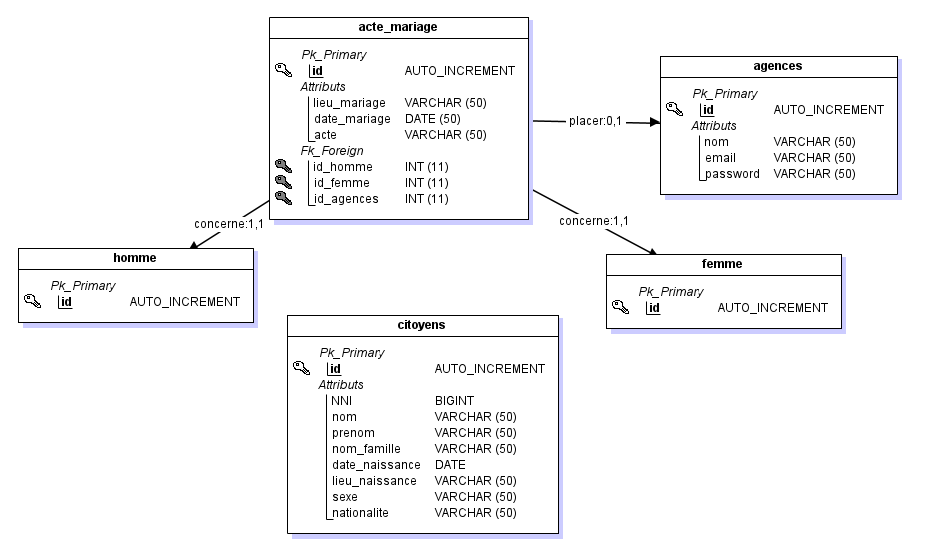 acte_mariage
Pk_Primary
id AUTO_INCREMENT
Attributs
lieu_mariage VARCHAR (50)
date_mariage DATE (50)
acte VARCHAR (50)
Fk_Foreign
id_homme INT (11)
id_femme INT (11)
id_agences INT (11)
placer:0,1
agences
Pk_Primary
id AUTO_INCREMENT
Attributs
nom VARCHAR (50)
email VARCHAR (50)
password VARCHAR (50)
concerne:1,1
concerne:1,1
homme
Pk_Primary
id AUTO_INCREMENT
femme
Pk_Primary
id AUTO_INCREMENT
citoyens
Pk_Primary
id AUTO_INCREMENT
Attributs
NNI BIGINT
nom VARCHAR (50)
prenom VARCHAR (50)
nom_famille VARCHAR (50)
date_naissance DATE
lieu_naissance VARCHAR (50)
sexe VARCHAR (50)
nationalite VARCHAR (50)